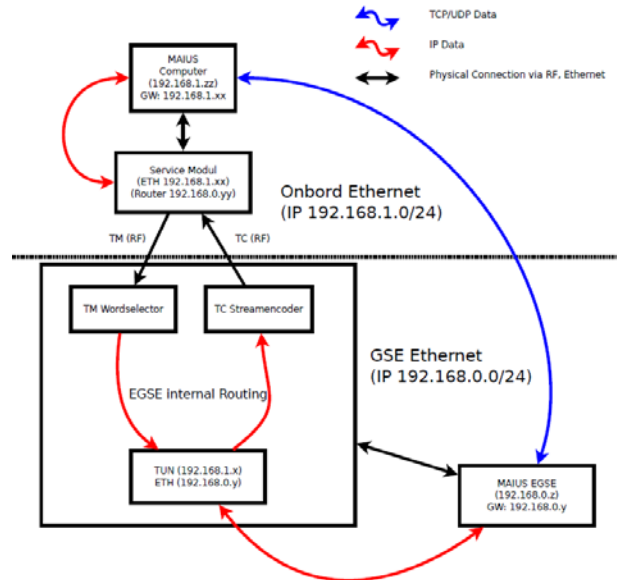 TCP/UDP Data
IP Data
Physical Connection via RF, Ethernet
MAIUS
Computer
(192.168.1.zz)
GW: 192.168.1.xx
Service Modul
(ETH 192.168.1.xx)
(Router 192.168.0.yy)
Onbord Ethernet
(IP 192.168.1.0/24)
TM (RF)
TC (RF)
TM Wordselector
TC Streamencoder
GSE Ethernet
(IP 192.168.0.0/24)
EGSE internal Routing
TUN (192.168.1.x)
ETH (192.168.0.y)
MAIUS EGSE
(192.168.0.z)
GW: 192.168.0.y